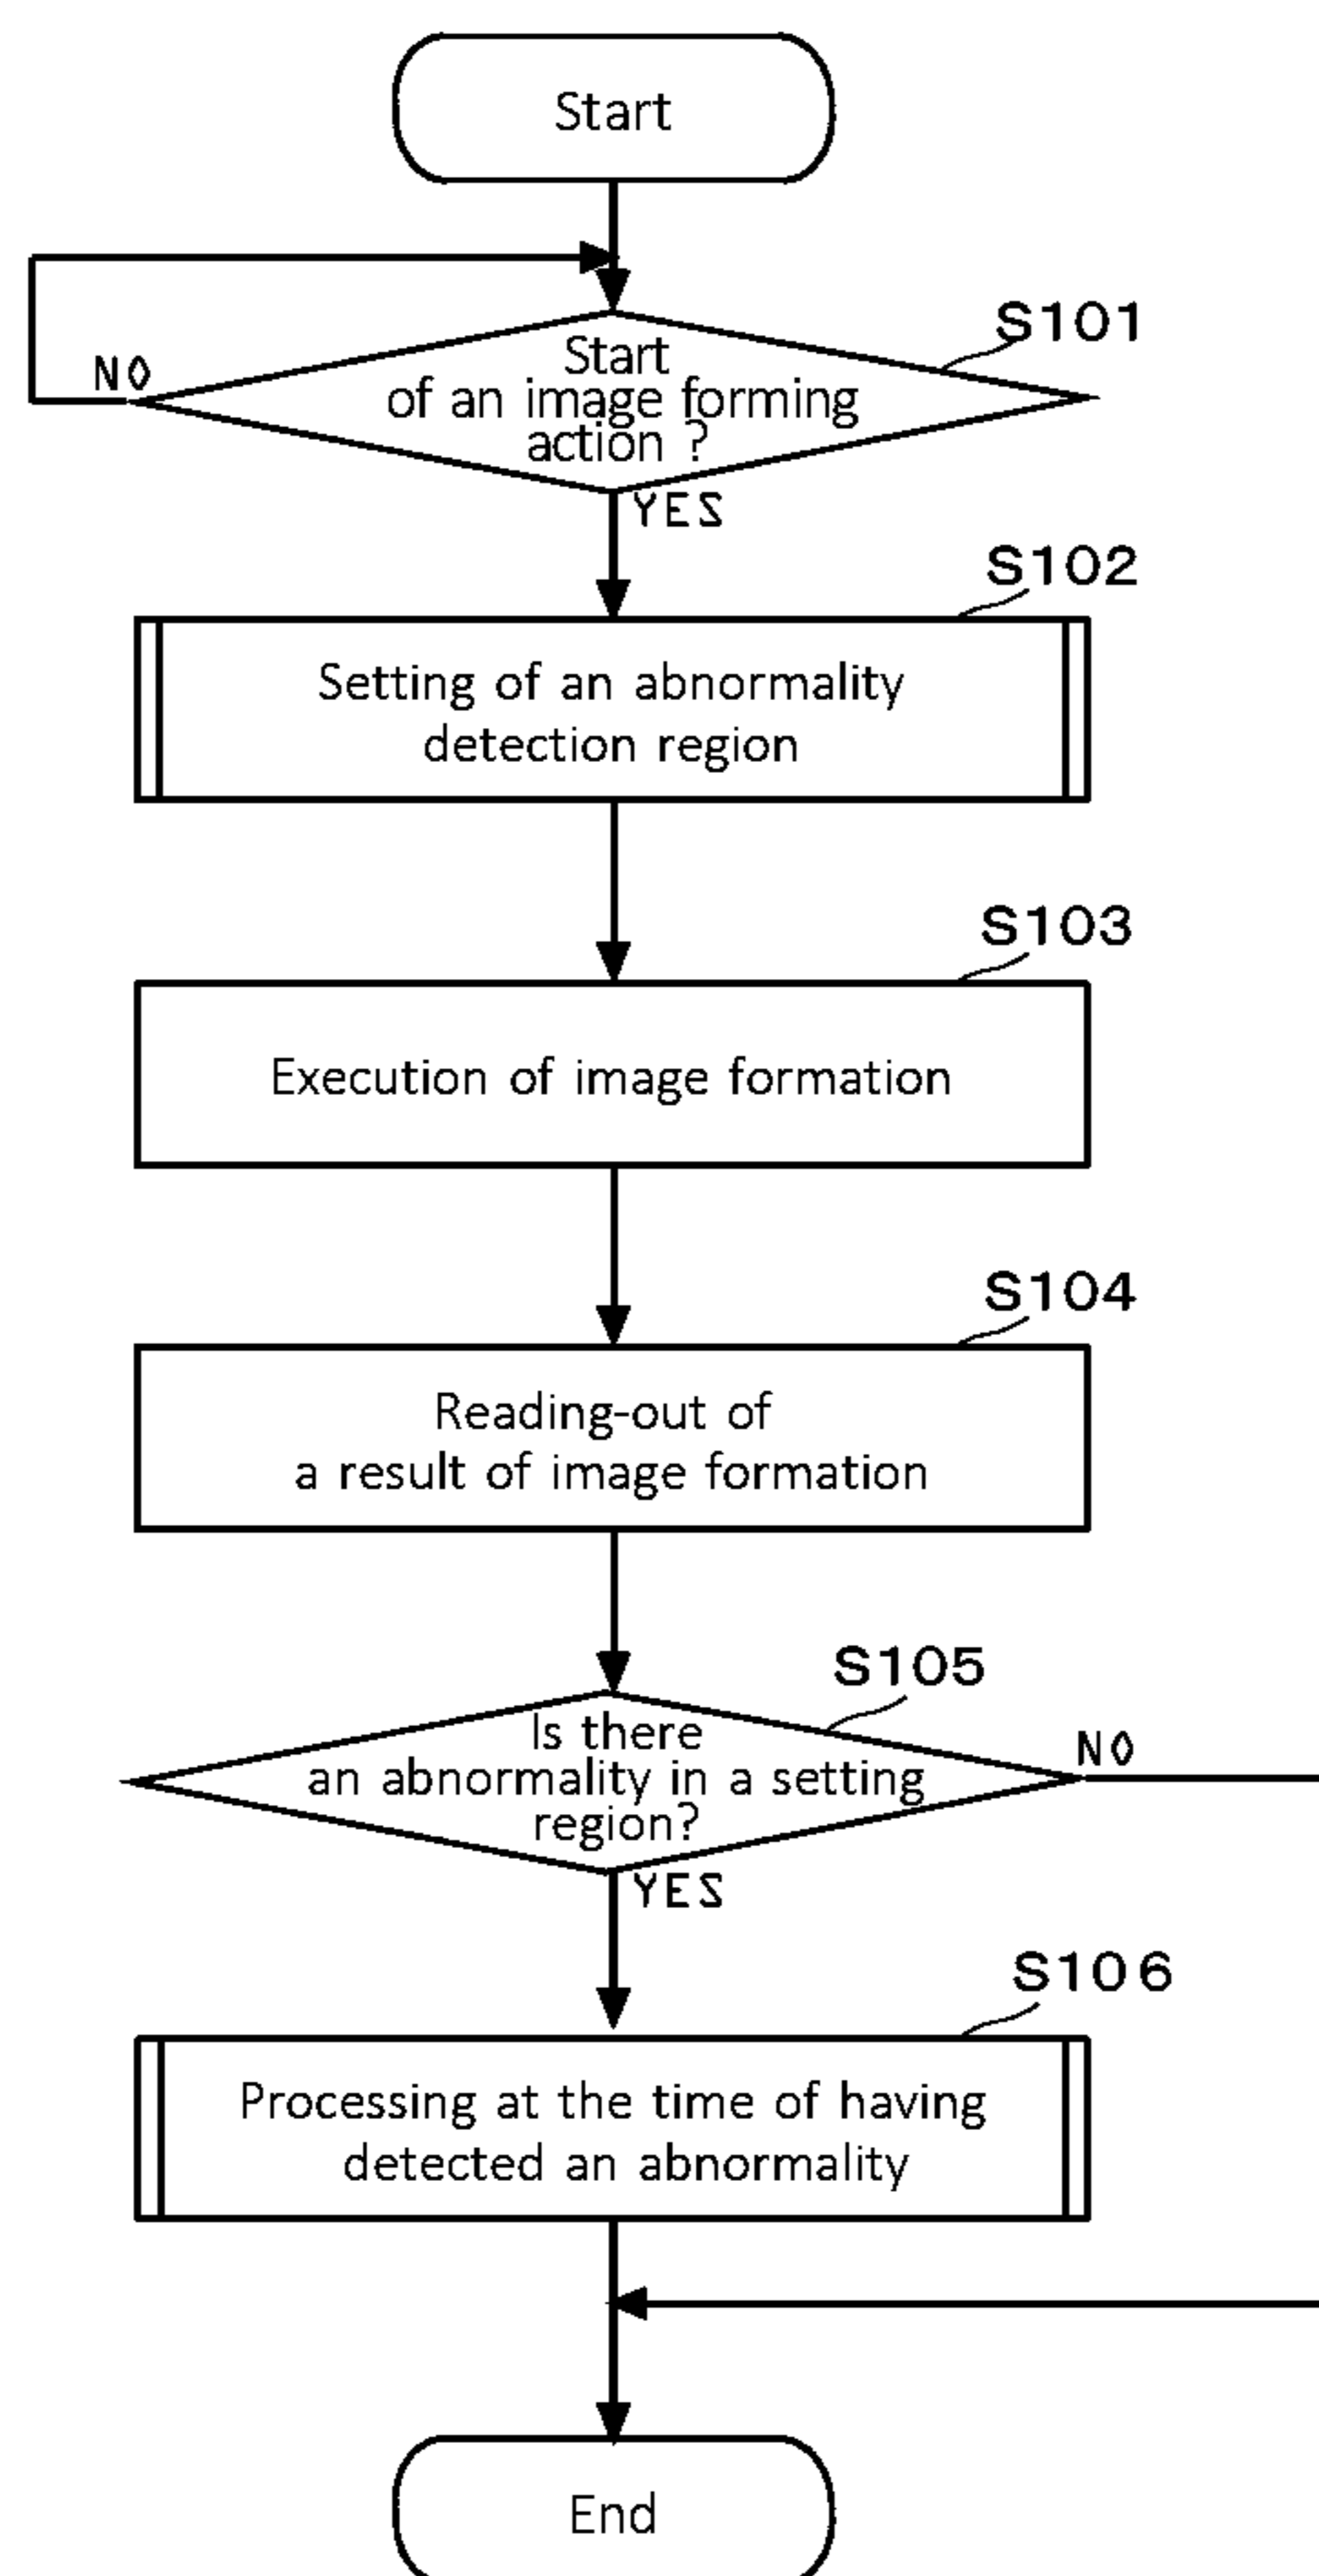 Start
S101
Start
of an image forming
action ?
NO
YES
S102
Setting of an abnormality
detection region
S103
Execution of image formation
S104
Reading-out of
a result of image formation
S105
Is there
an abnormality in a setting
region?
NO
YES
S106
Processing at the time of having
detected an abnormality
End